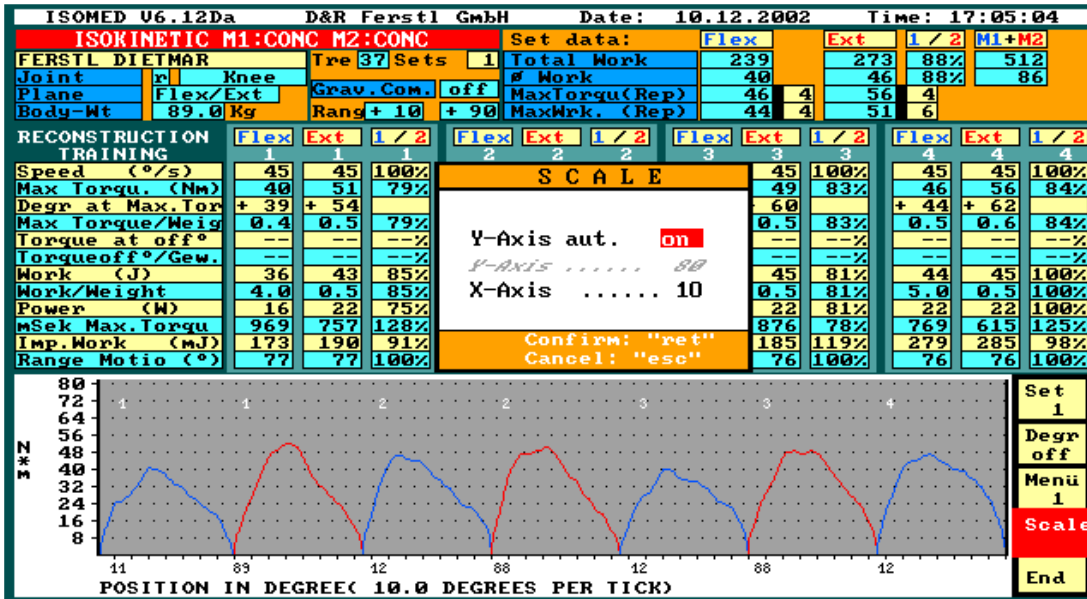 ISOMED V6.12Da D&R Ferstl GmbH Date: 10.12.2002 Time: 17:05:04
ISOKINETIC M1:CONC M2:CONC Set data: Flex Ext 1 / 2 M1+M2
FERSTL DIETMAR Tre 37 Sets 1 Total Work 239 273 88% 512
Joint r Knee ø Work 40 46 88% 86
Plane Flex/Ext Grav.Com. off MaxTorqu(Rep) 46 4 56 4
Body-Wt 89.0 Kg Rang + 10 + 90 MaxWrk. (Rep) 44 4 51 6
RECONSTRUCTION Flex Ext 1 / 2 Flex Ext 1 / 2 Flex Ext 1 / 2 Flex Ext 1 / 2
TRAINING 1 1 1 2 2 2 3 3 3 4 4 4
Speed (°/s) 45 45 100% 45 100% 45 45 100%
Max Torqu. (Nm) 40 51 79% 49 83% 46 56 84%
Degr at Max.Tor + 39 + 54 60 + 44 + 62
Max Torque/Weig 0.4 0.5 79% 0.5 83% 0.5 0.6 84%
Torque at off° -- -- --% -- --% -- -- --%
Torqueoff°/Gew. -- -- --% -- --% -- -- --%
Work (J) 36 43 85% 45 81% 44 45 100%
Work/Weight 4.0 0.5 85% 0.5 81% 5.0 0.5 100%
Power (W) 16 22 75% 22 81% 22 22 100%
mSek Max.Torqu 969 757 128% 876 78% 769 615 125%
Imp.Work (mJ) 173 190 91% 185 119% 279 285 98%
Range Motio (°) 77 77 100% 76 100% 76 76 100%
SCALE
Y-Axis aut. on
Y-Axis ...... 80
X-Axis ...... 10
Confirm: "ret"
Cancel: "esc"
80
72
64
56
48
40
32
24
16
8
N*M
1 1 2 2 3 3 4
11 89 12 88 12 88 12
POSITION IN DEGREE( 10.0 DEGREES PER TICK)
Set
1
Degr
off
Menü
1
Scale
End